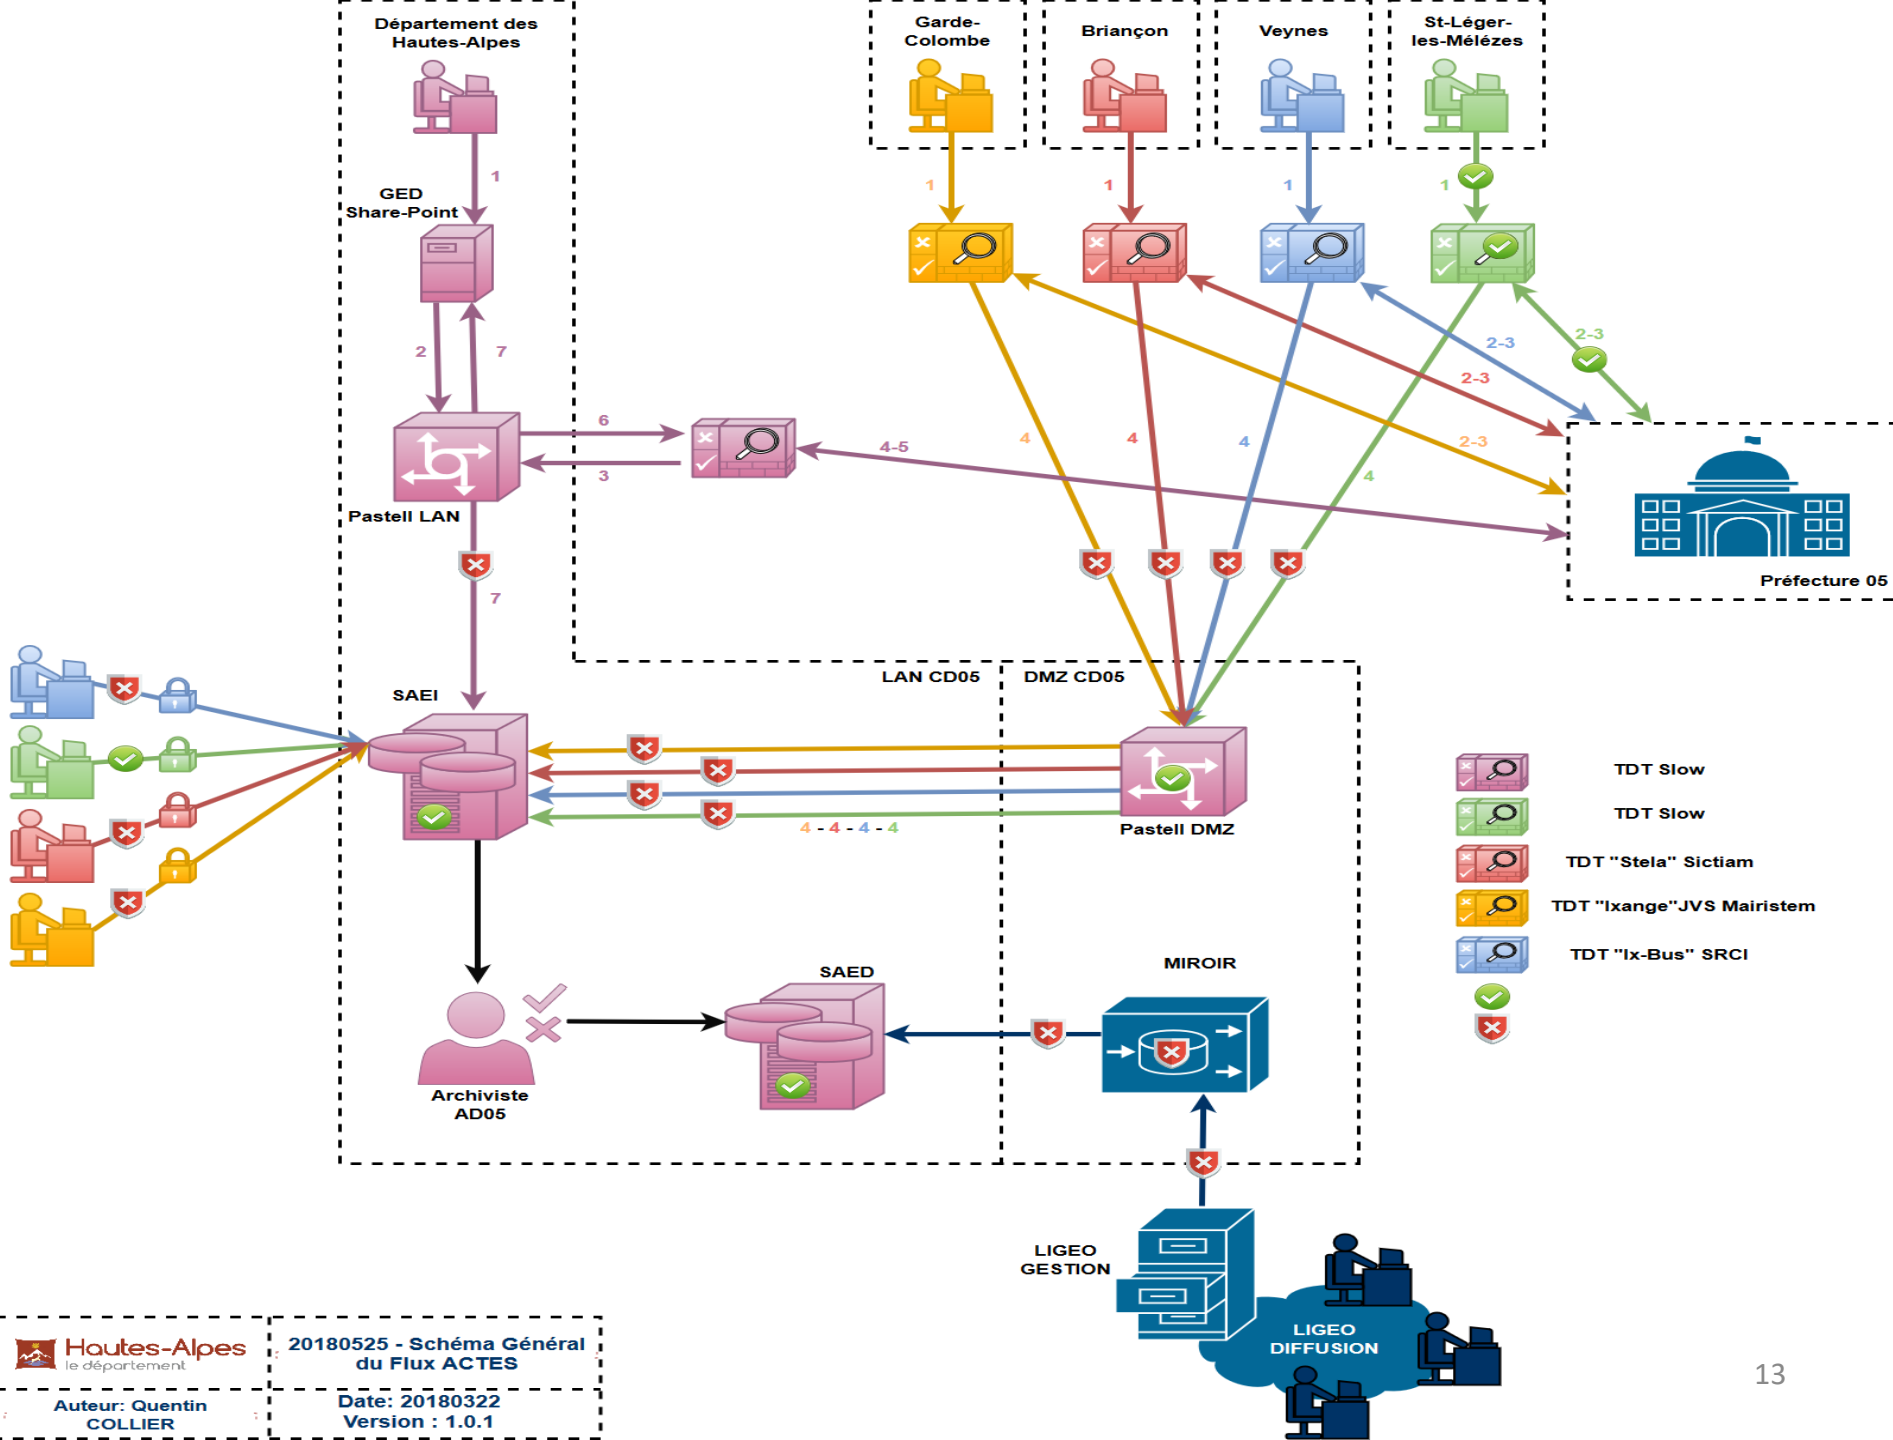 Département des
Hautes-Alpes
Garde-
Colombe
Briançon
Veynes
St-Léger-
les-Mélézes
1
1
1
1
1
GED
Share-Point
2
7
2-3
2-3
2-3
2-3
6
3
4-5
4
4
4
4
Pastell LAN
Préfecture 05
7
LAN CD05
DMZ CD05
SAEI
4 - 4 - 4 - 4
Pastell DMZ
TDT Slow
TDT Slow
TDT "Stela" Sictiam
TDT "Ixange"JVS Mairistem
TDT "Ix-Bus" SRCI
SAED
MIROIR
Archiviste
AD05
LIGEO
GESTION
LIGEO
DIFFUSION
Hautes-Alpes
le département
20180525 - Schéma Général
du Flux ACTES
Auteur: Quentin
COLLIER
Date: 20180322
Version : 1.0.1
13